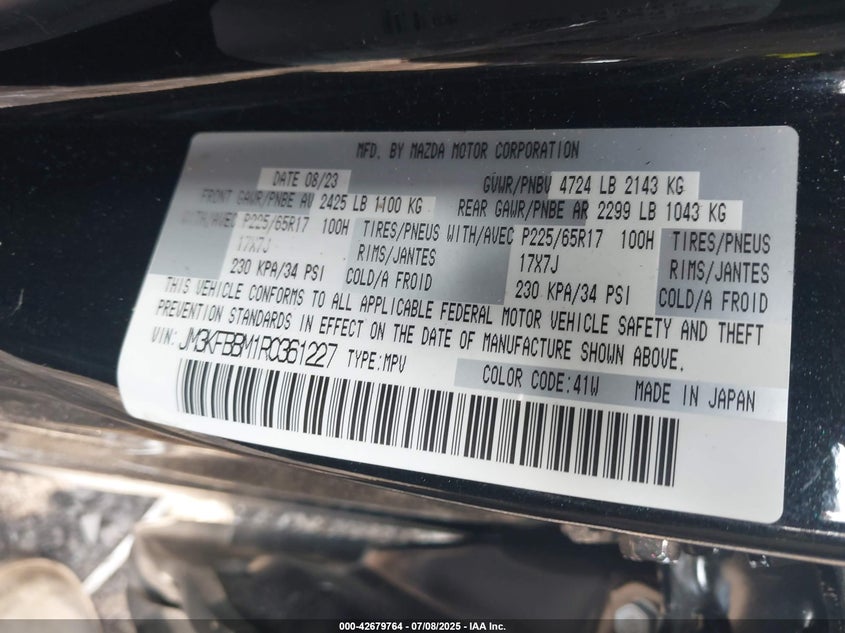 MFD. BY MAZDA MOTOR CORPORATION
DATE 08/23 GVWR/PNBV 4724 LB 2143 KG
FRONT GAWR/PNBE AV 2425 LB 1100 KG REAR GAWR/PNBE AR 2299 LB 1043 KG
WITH/AVEC P225/65R17 100H TIRES/PNEUS WITH/AVEC P225/65R17 100H TIRES/PNEUS
17X7J RIMS/JANTES 17X7J RIMS/JANTES
230 KPA/34 PSI COLD/A FROID 230 KPA/34 PSI COLD/A FROID
THIS VEHICLE CONFORMS TO ALL APPLICABLE FEDERAL MOTOR VEHICLE SAFETY AND THEFT
PREVENTION STANDARDS IN EFFECT ON THE DATE OF MANUFACTURE SHOWN ABOVE.
VIN: JM3KFBBM1R0361227 TYPE:MPV
COLOR CODE:41W MADE IN JAPAN
000-42679764 - 07/08/2025 - IAA Inc.